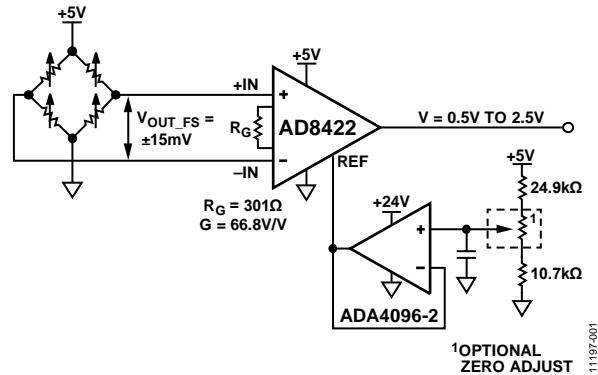 +5V
+5V
+IN
+
V_OUT_FS =
±15mV
R_G
AD8422
V = 0.5V TO 2.5V
–
–IN
REF
+5V
24.9kΩ
R_G = 301Ω
G = 66.8V/V
+24V
1
+
–
10.7kΩ
ADA4096-2
¹OPTIONAL
ZERO ADJUST
11197-001